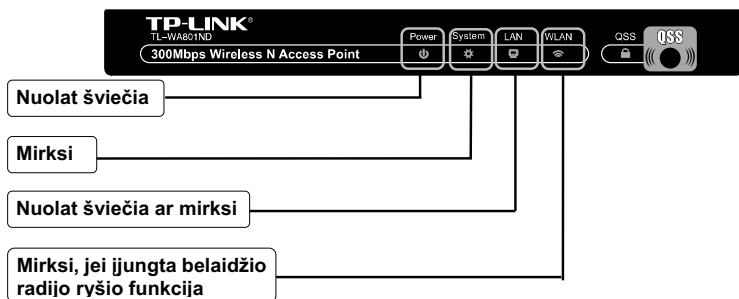 TP-LINK®
TL-WA801ND
300Mbps Wireless N Access Point
Power System LAN WLAN QSS QSS
Nuolat šviečia
Mirksi
Nuolat šviečia ar mirksi
Mirksi, jei įjungta belaidžio
radijo ryšio funkcija